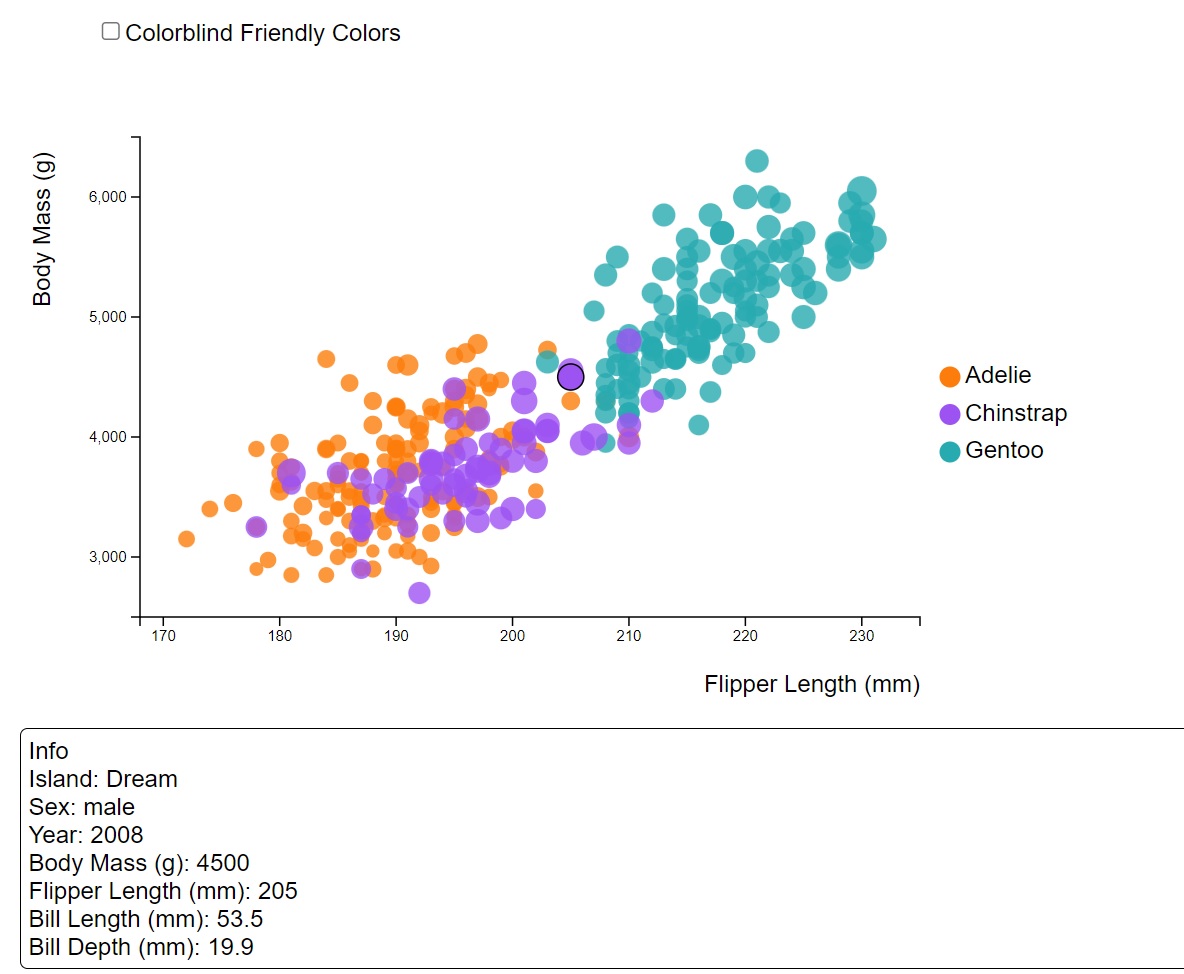 Colorblind Friendly Colors
Body Mass (g)
6,000
5,000
4,000
3,000
170 180 190 200 210 220 230
Flipper Length (mm)
Adelie
Chinstrap
Gentoo
Info
Island: Dream
Sex: male
Year: 2008
Body Mass (g): 4500
Flipper Length (mm): 205
Bill Length (mm): 53.5
Bill Depth (mm): 19.9